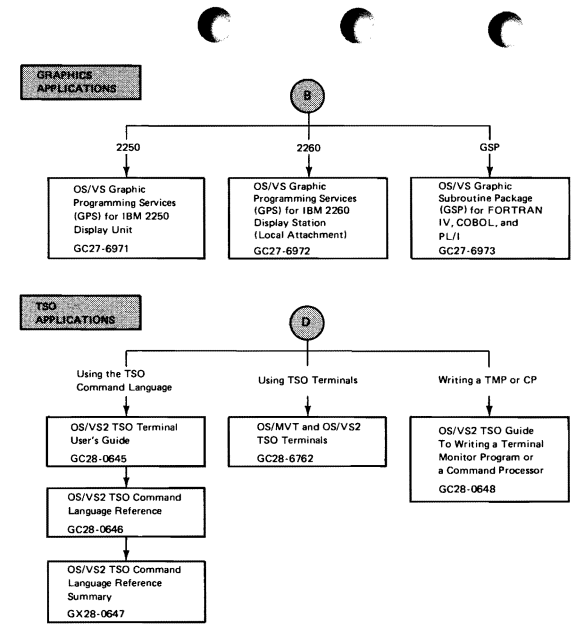 GRAPHICS
APPLICATIONS
B
2250
2260
GSP
OS/VS Graphic
Programming Services
(GPS) for IBM 2250
Display Unit
GC27-6971
OS/VS Graphic
Programming Services
(GPS) for IBM 2260
Display Station
(Local Attachment)
GC27-6972
OS/VS Graphic
Subroutine Package
(GSP) for FORTRAN
IV, COBOL, and
PL/I
GC27-6973
TSO
APPLICATIONS
D
Using the TSO
Command Language
Using TSO Terminals
Writing a TMP or CP
OS/VS2 TSO Terminal
User's Guide
GC28-0645
OS/MVT and OS/VS2
TSO Terminals
GC28-6762
OS/VS2 TSO Guide
To Writing a Terminal
Monitor Program or
a Command Processor
GC28-0648
OS/VS2 TSO Command
Language Reference
GC28-0646
OS/VS2 TSO Command
Language Reference
Summary
GX28-0647